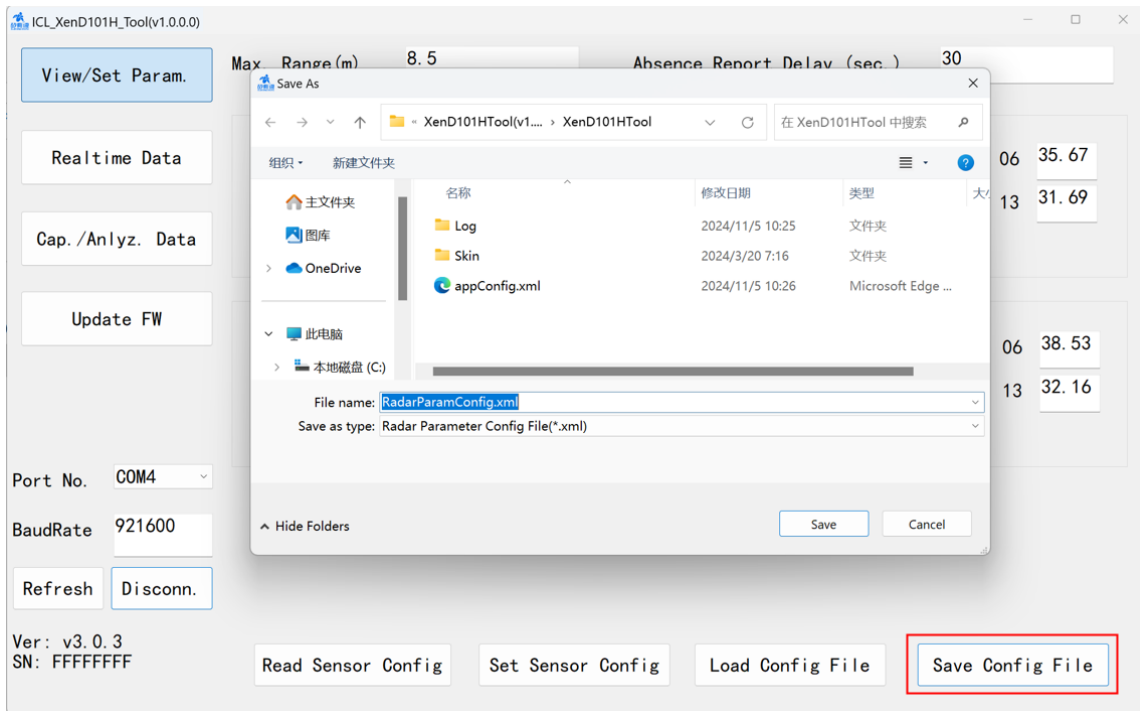 ICL_XenD101H_Tool(v1.0.0.0)
View/Set Param.
Max. Range(m) 8.5 Absence Report Delay (sec.) 30
Save As
« XenD101HTool(v1.... › XenD101HTool
在 XenD101HTool 中搜索
组织 新建文件夹
名称 修改日期 类型 大小
主文件夹
图库
OneDrive
此电脑
本地磁盘 (C:)
Log 2024/11/5 10:25 文件夹
Skin 2024/3/20 7:16 文件夹
appConfig.xml 2024/11/5 10:26 Microsoft Edge ...
File name: RadarParamConfig.xml
Save as type: Radar Parameter Config File(*.xml)
Hide Folders
Save Cancel
Realtime Data
06 35.67
13 31.69
Cap./Anlyz. Data
Update FW
06 38.53
13 32.16
Port No. COM4
BaudRate 921600
Refresh Disconn.
Ver: v3.0.3
SN: FFFFFFFF
Read Sensor Config Set Sensor Config Load Config File Save Config File